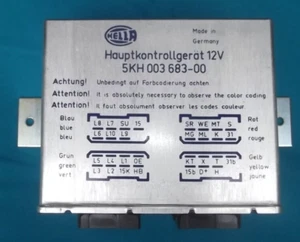 HELLA
Made in
Germany
Hauptkontrollgerät 12V
5KH 003 683-00
Achtung! Unbedingt auf Farbcodierung achten
Attention! it is absolutely necessary to observe the color coding
Attention! Absolument observer les codes couleur
Blau
blue
bleu
L8 L7 SU 15
L6 L10 L9
SR WE MT S
MG ML K 31
Rot
red
rouge
Grün
green
vert
L5 L4 L1 DE
L3 L2 15K HB
KT K T 31b
15b D+ H
Gelb
yellow
jaune